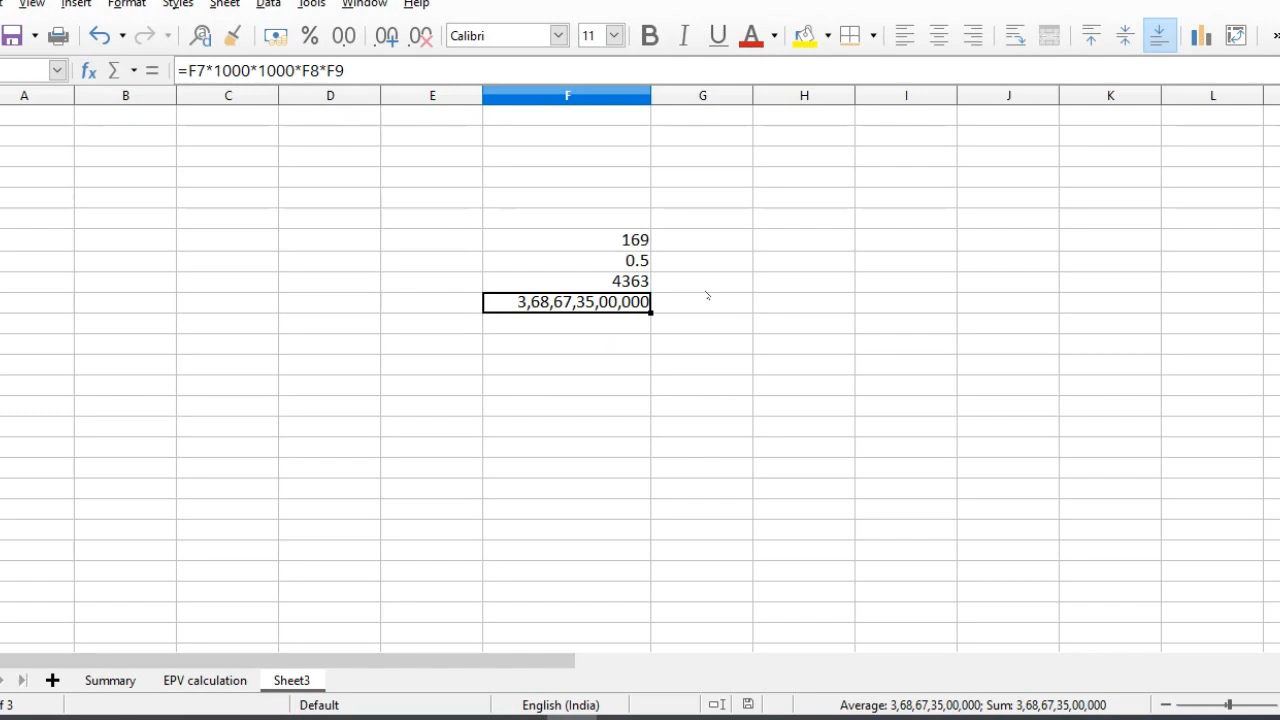 View Insert Format Styles Sheet Data Tools Window Help
Calibri 11
=F7*1000*1000*F8*F9
A B C D E F G H I J K L
169
0.5
4363
3,68,67,35,00,000
Summary EPV calculation Sheet3
of 3 Default English (India) Average: 3,68,67,35,00,000; Sum: 3,68,67,35,00,000